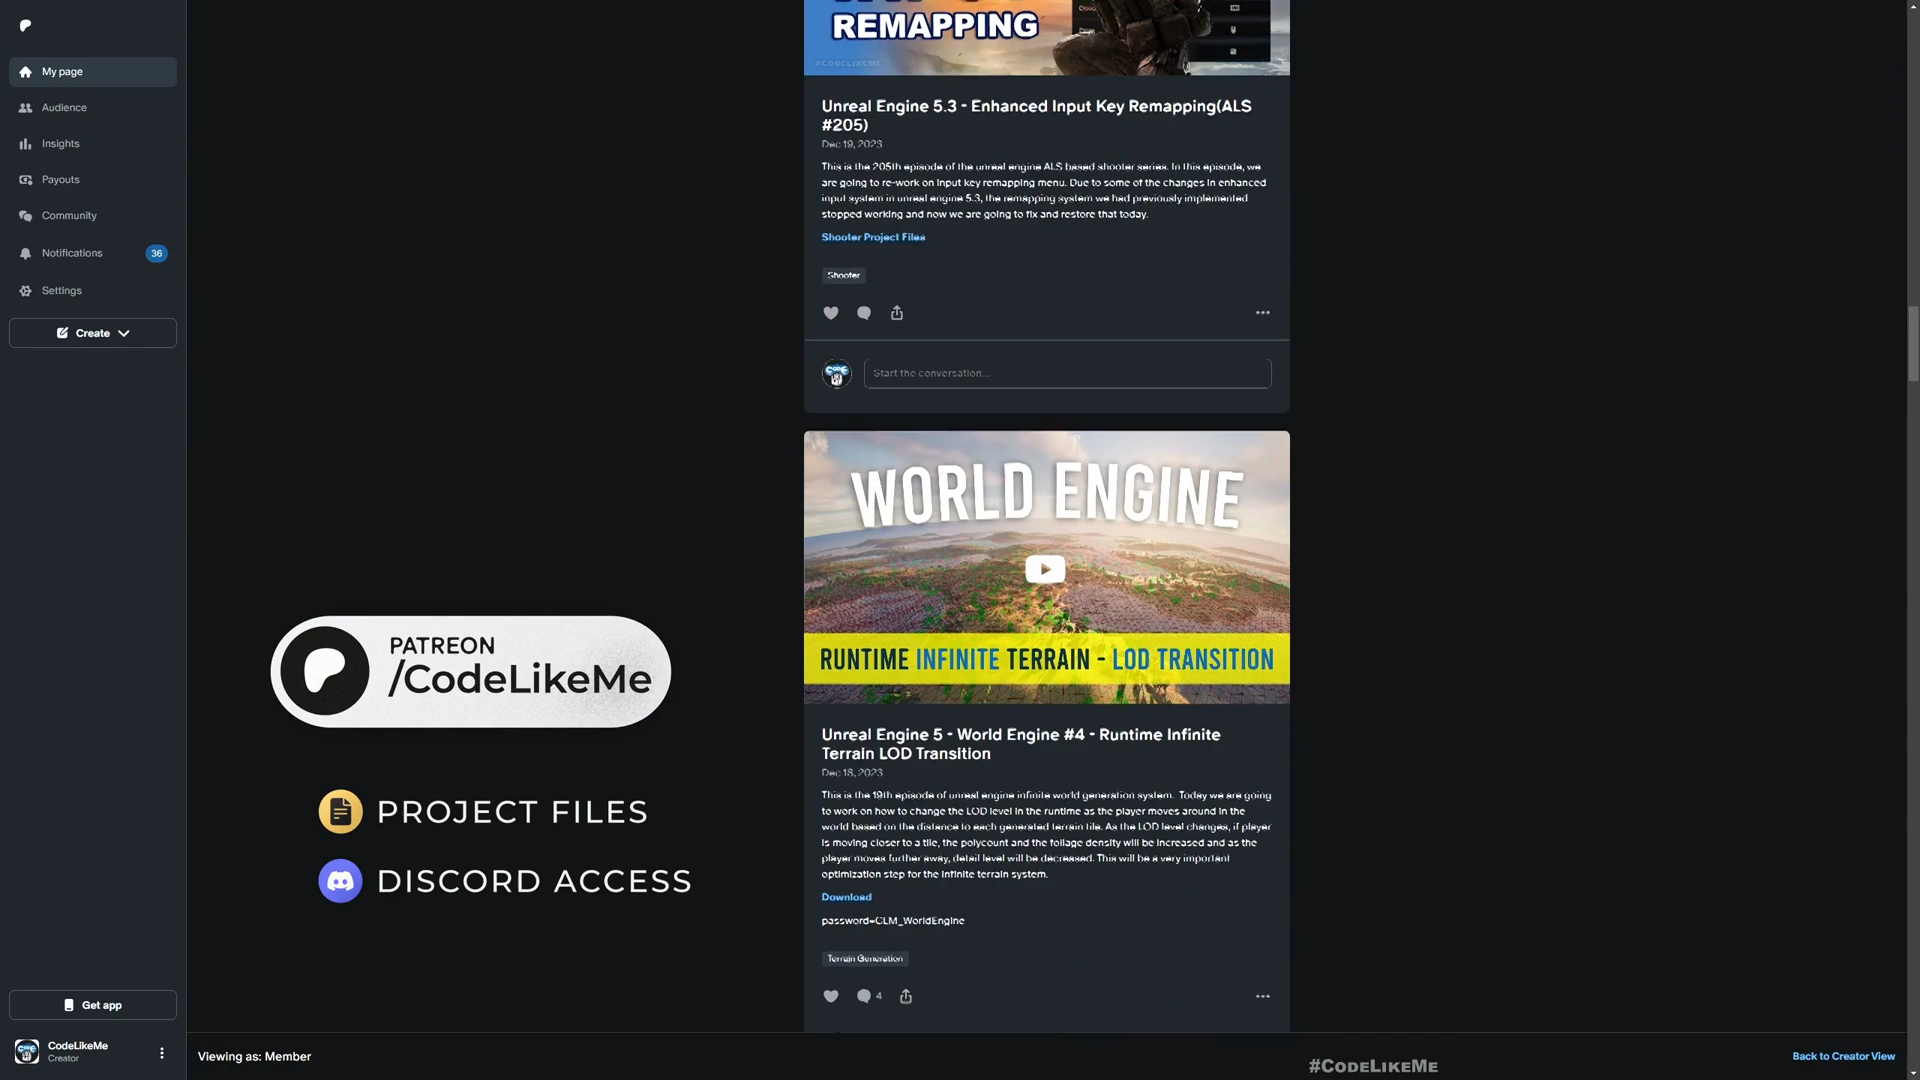 My page
Audience
Insights
Payouts
Community
Notifications
36
Settings
Create
Get app
CodeLikeMe
Creator
REMAPPING
#CODELIKEME
Unreal Engine 5.3 - Enhanced Input Key Remapping(ALS
#205)
Dec 19, 2023
This is the 205th episode of the unreal engine ALS based shooter series. In this episode, we
are going to re-work on input key remapping menu. Due to some of the changes in enhanced
input system in unreal engine 5.3, the remapping system we had previously implemented
stopped working and now we are going to fix and restore that today.
Shooter Project Files
Shooter
Start the conversation...
WORLD ENGINE
RUNTIME INFINITE TERRAIN - LOD TRANSITION
Unreal Engine 5 - World Engine #4 - Runtime Infinite
Terrain LOD Transition
Dec 18, 2023
This is the 19th episode of unreal engine infinite world generation system. Today we are going
to work on how to change the LOD level in the runtime as the player moves around in the
world based on the distance to each generated terrain tile. As the LOD level changes, if player
is moving closer to a tile, the polycount and the foliage density will be increased and as the
player moves further away, detail level will be decreased. This will be a very important
optimization step for the infinite terrain system.
Download
password=CLM_WorldEngine
Terrain Generation
4
PATREON
/CodeLikeMe
PROJECT FILES
DISCORD ACCESS
Viewing as: Member
#CODELIKEME
Back to Creator View